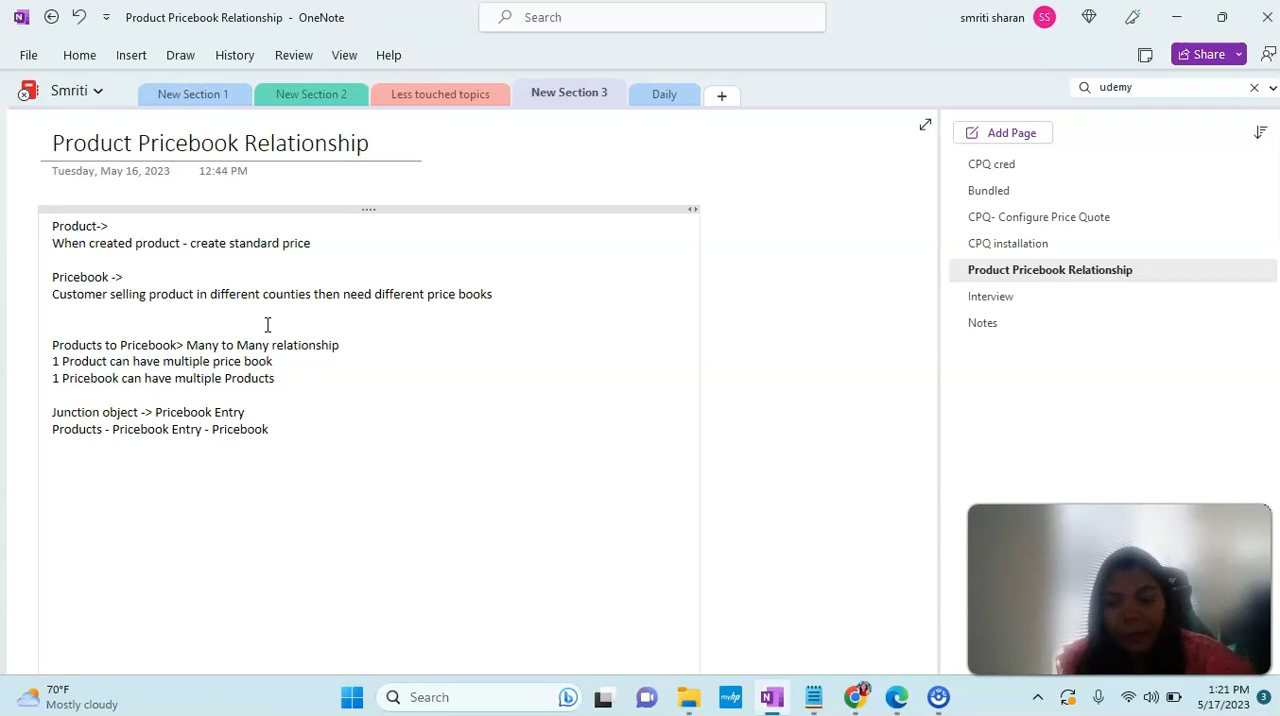 Product Pricebook Relationship - OneNote
Search
smriti sharan
SS
File
Home
Insert
Draw
History
Review
View
Help
Share
Smriti
New Section 1
New Section 2
Less touched topics
New Section 3
Daily
+
udemy
Product Pricebook Relationship
Tuesday, May 16, 2023
12:44 PM
Add Page
CPQ cred
Bundled
CPQ- Configure Price Quote
CPQ installation
Product Pricebook Relationship
Interview
Notes
Product->
When created product - create standard price
Pricebook ->
Customer selling product in different counties then need different price books
Products to Pricebook> Many to Many relationship
1 Product can have multiple price book
1 Pricebook can have multiple Products
Junction object -> Pricebook Entry
Products - Pricebook Entry - Pricebook
70°F
Mostly cloudy
Search
myhp
1:21 PM
5/17/2023
3